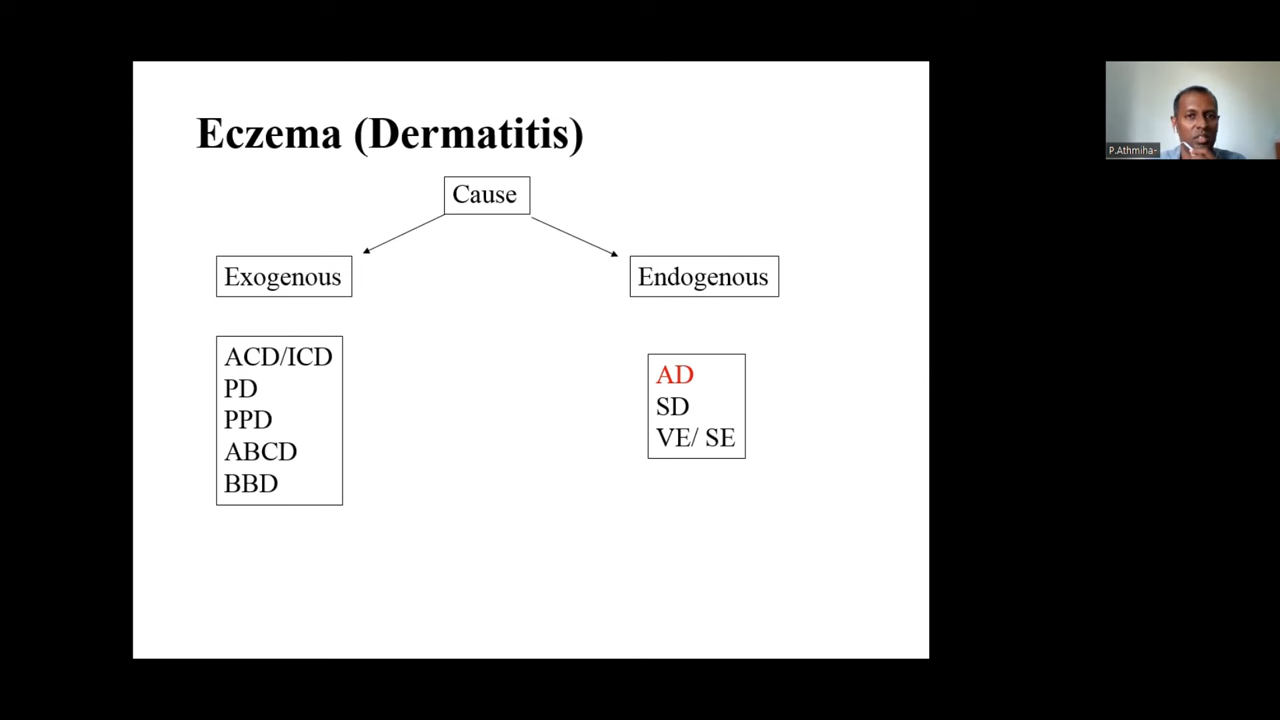 Eczema (Dermatitis)
Cause
Exogenous
Endogenous
ACD/ICD
PD
PPD
ABCD
BBD
AD
SD
VE/ SE
P.Athmiha-